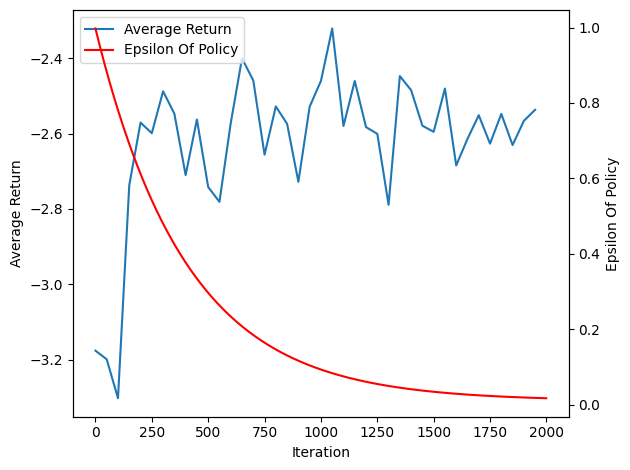 Average Return
Epsilon Of Policy
−2.4
−2.6
−2.8
−3.0
−3.2
Average Return
1.0
0.8
0.6
0.4
0.2
0.0
Epsilon Of Policy
0 250 500 750 1000 1250 1500 1750 2000
Iteration